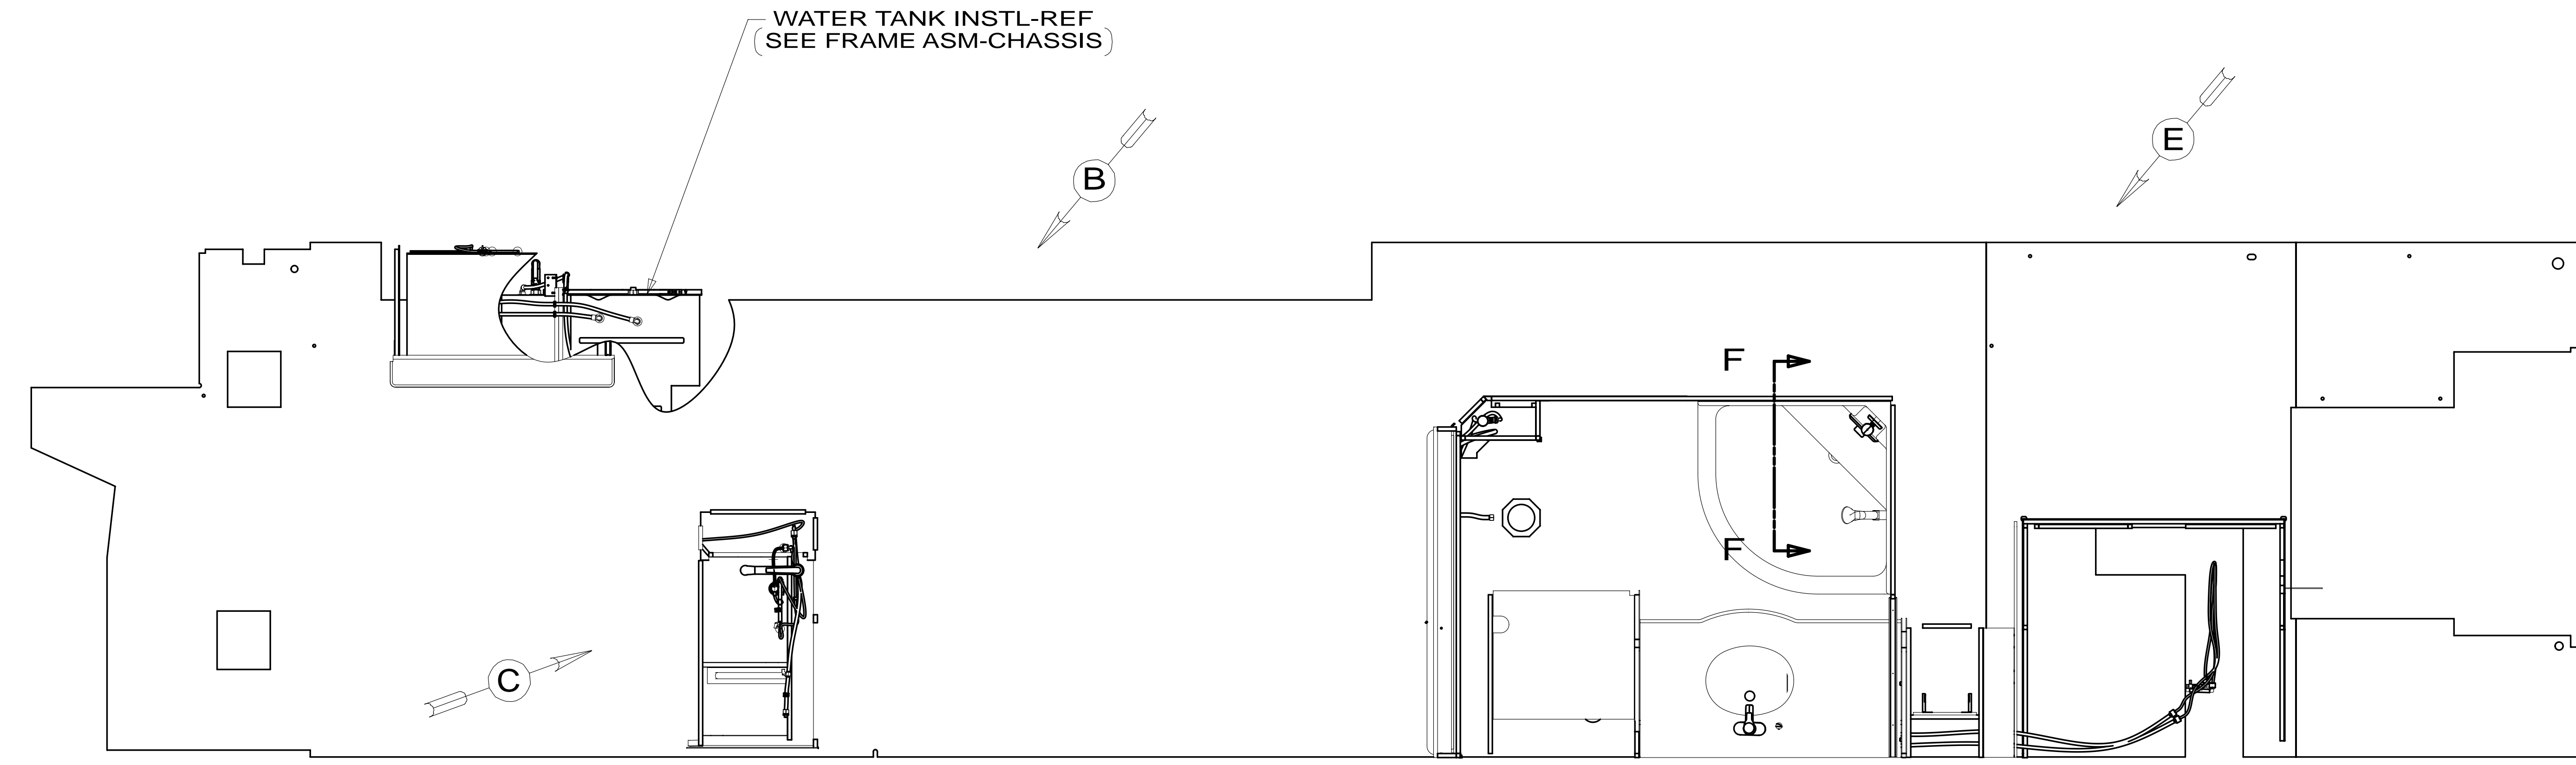 WATER TANK INSTL-REF
(SEE FRAME ASM-CHASSIS)
E
B
F
F
C